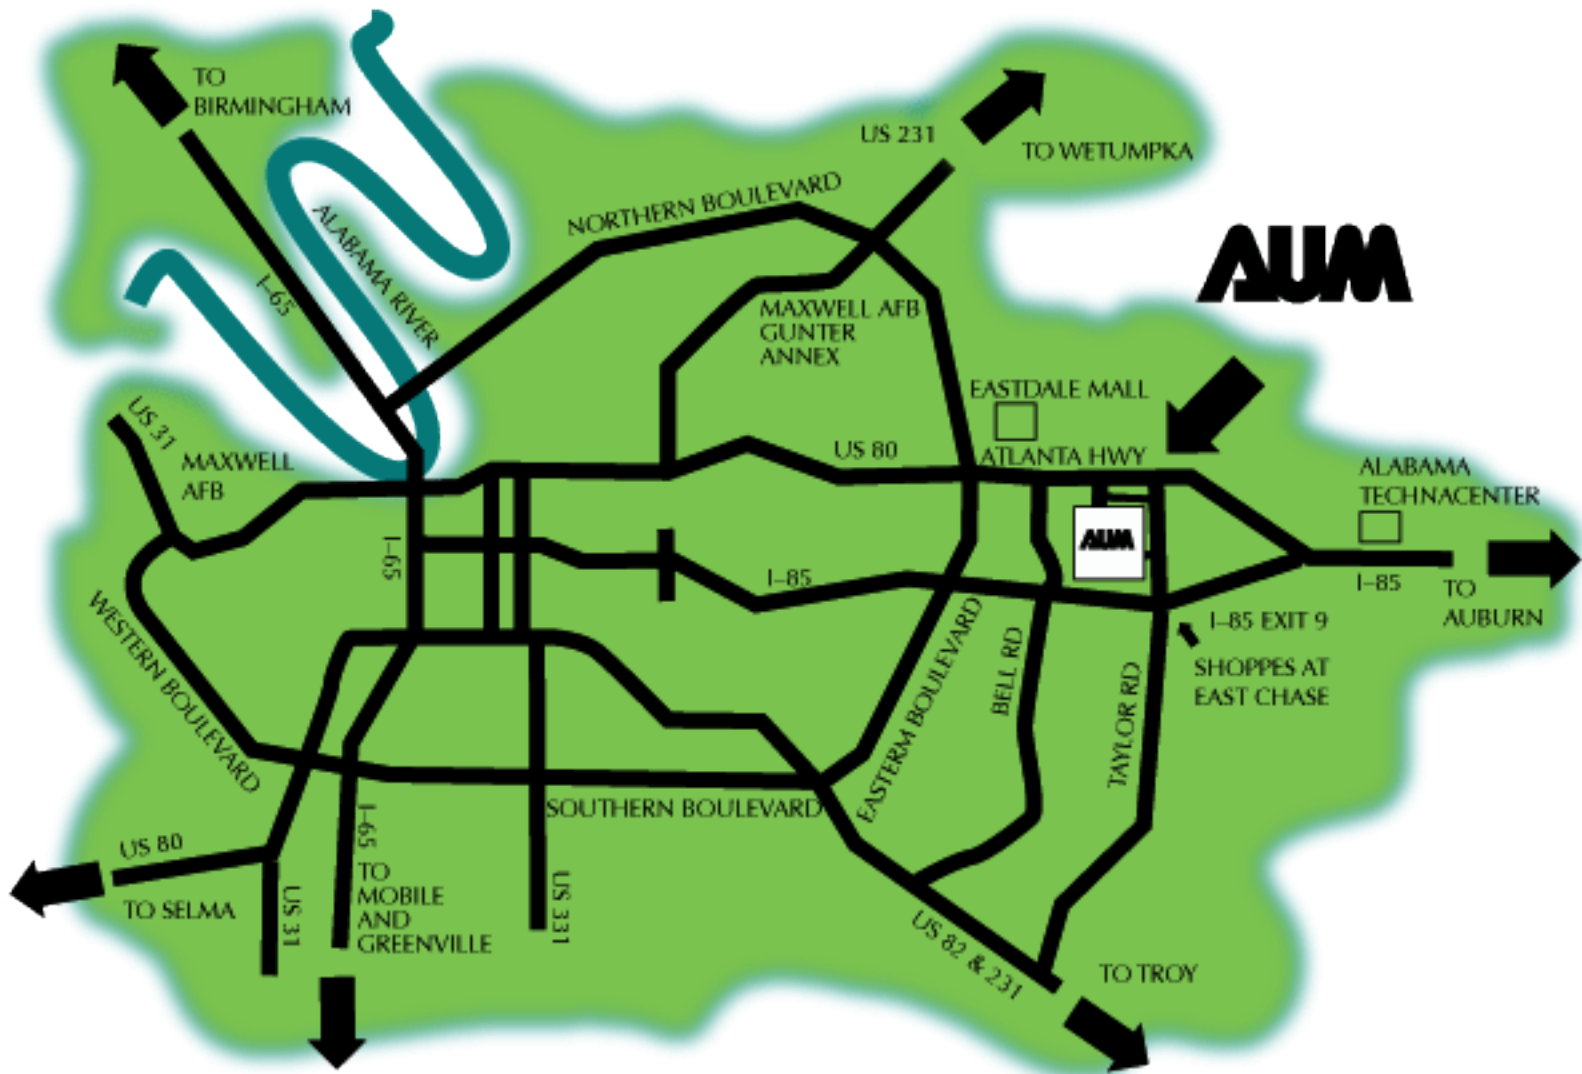 TO
BIRMINGHAM
US 231
TO WETUMPKA
NORTHERN BOULEVARD
ALABAMA RIVER
I-65
AUM
MAXWELL AFB
GUNTER
ANNEX
EASTDALE MALL
US 31
MAXWELL
AFB
US 80
ATLANTA HWY
ALABAMA
TECHNACENTER
AUM
I-65
I-85
I-85
TO
AUBURN
I-85 EXIT 9
SHOPPES AT
EAST CHASE
WESTERN BOULEVARD
EASTERM BOULEVARD
BELL RD
TAYLOR RD
SOUTHERN BOULEVARD
US 80
TO SELMA
US 31
I-65
TO
MOBILE
AND
GREENVILLE
US 331
US 82 & 231
TO TROY